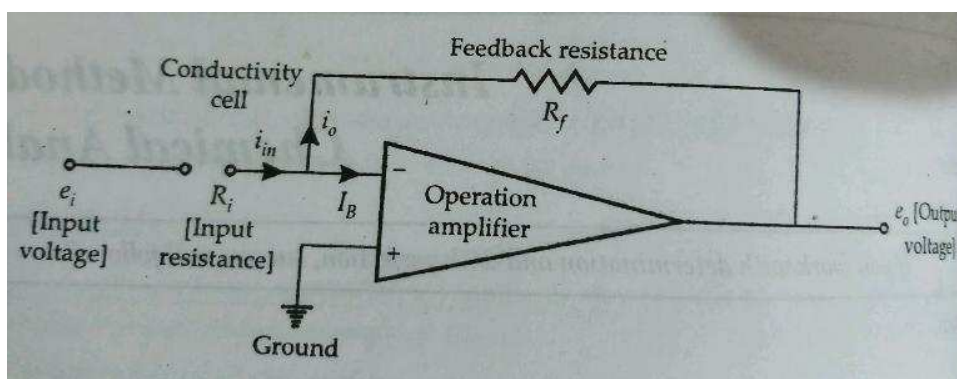 Feedback resistance
Conductivity
cell
R_f
i_o
i_in
e_i
R_i
I_B
−
+
Operation
amplifier
[Input
voltage]
[Input
resistance]
e_o [Outpu
voltage]
Ground